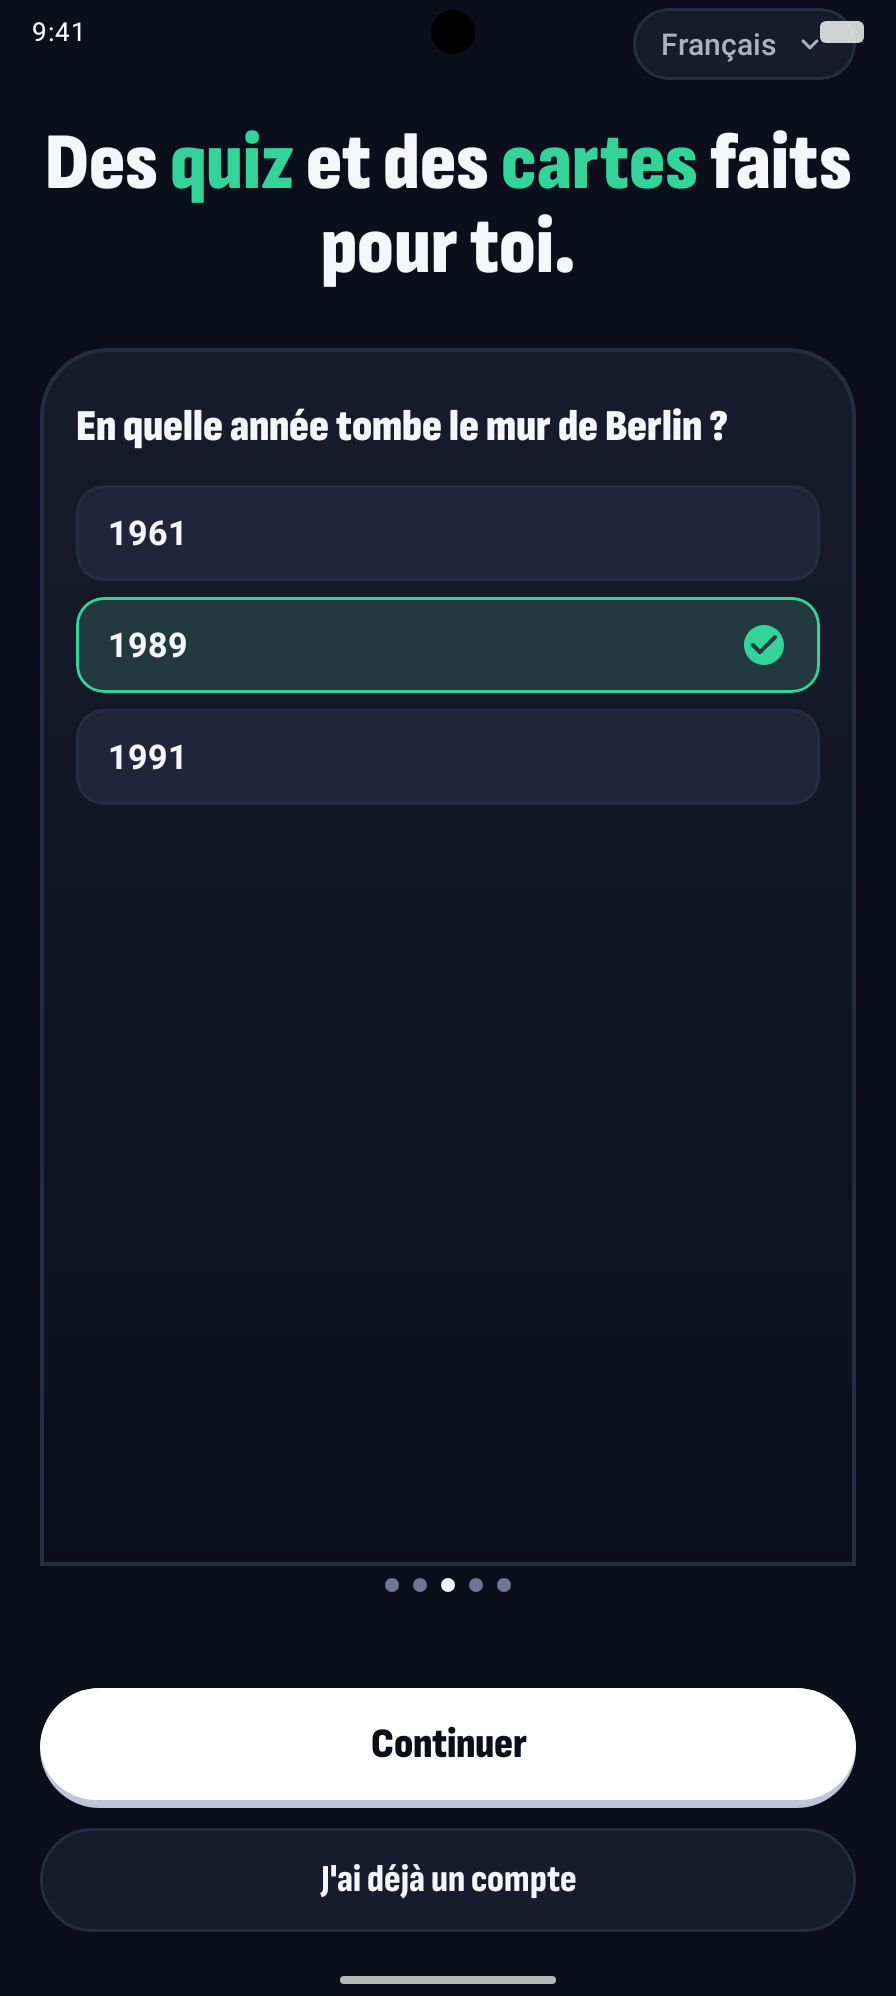 9:41
Français
Des quiz et des cartes faits
pour toi.
En quelle année tombe le mur de Berlin ?
1961
1989
1991
Continuer
J'ai déjà un compte